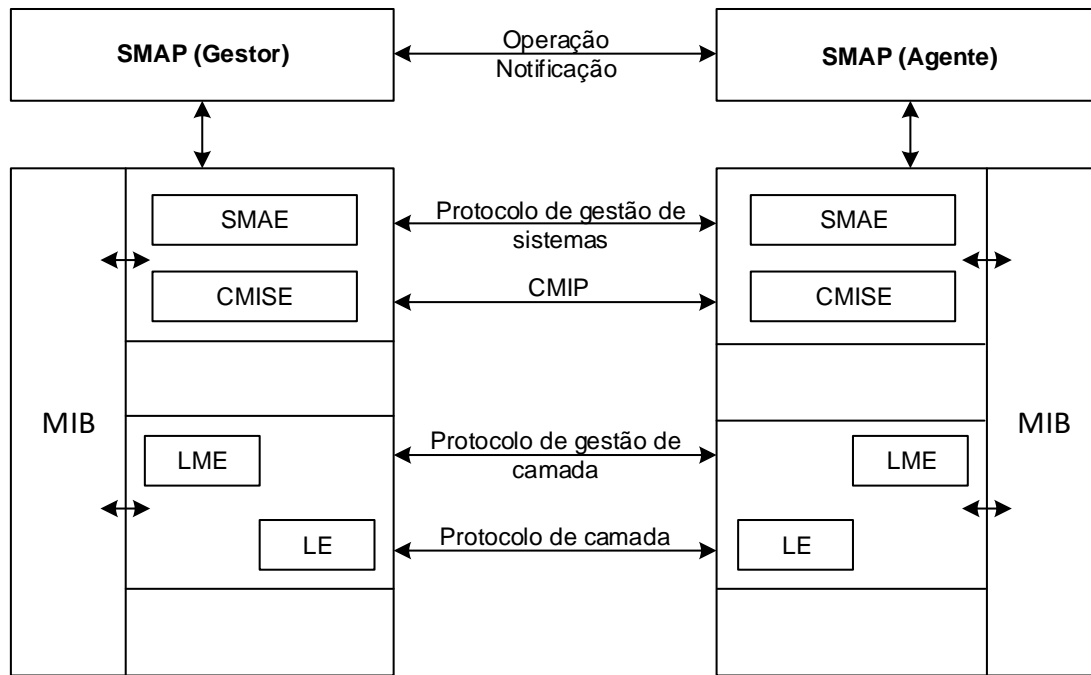 SMAP (Gestor)
Operação
Notificação
SMAP (Agente)
SMAE
Protocolo de gestão de
sistemas
SMAE
CMISE
CMIP
CMISE
MIB
MIB
LME
Protocolo de gestão de
camada
LME
LE
Protocolo de camada
LE